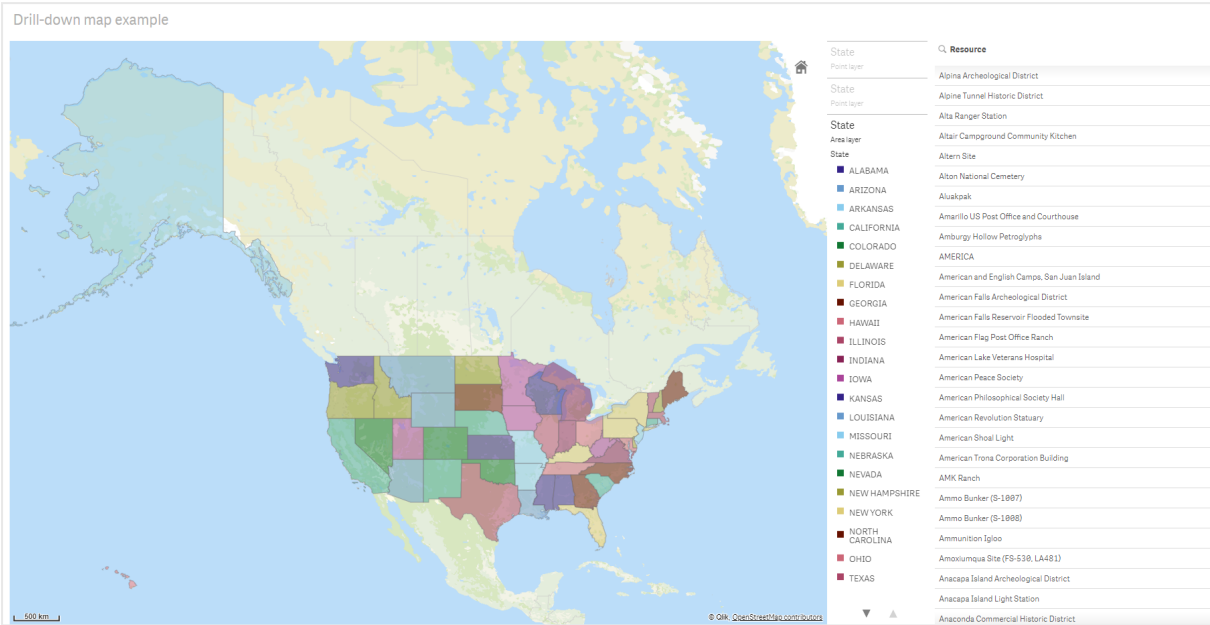 Drill-down map example
State
Point layer
State
Point layer
State
Area layer
State
ALABAMA
ARIZONA
ARKANSAS
CALIFORNIA
COLORADO
DELAWARE
FLORIDA
GEORGIA
HAWAII
ILLINOIS
INDIANA
IOWA
KANSAS
LOUISIANA
MISSOURI
NEBRASKA
NEVADA
NEW HAMPSHIRE
NEW YORK
NORTH
CAROLINA
OHIO
TEXAS
Resource
Alpina Archeological District
Alpine Tunnel Historic District
Alta Ranger Station
Altair Campground Community Kitchen
Altern Site
Alton National Cemetery
Aluakpak
Amarillo US Post Office and Courthouse
Amburgy Hollow Petroglyphs
AMERICA
American and English Camps, San Juan Island
American Falls Archeological District
American Falls Reservoir Flooded Townsite
American Flag Post Office Ranch
American Lake Veterans Hospital
American Peace Society
American Philosophical Society Hall
American Revolution Statuary
American Shoal Light
American Trona Corporation Building
AMK Ranch
Ammo Bunker (S-1007)
Ammo Bunker (S-1008)
Ammunition Igloo
Amoxiumqua Site (FS-530, LA481)
Anacapa Island Archeological District
Anacapa Island Light Station
Anaconda Commercial Historic District
500 km
© Qlik, OpenStreetMap contributors